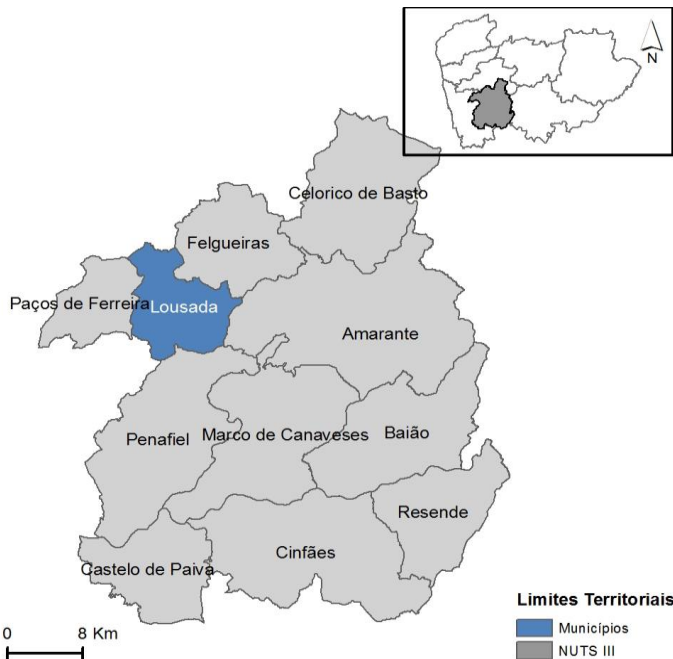 N
Celorico de Basto
Felgueiras
Paços de Ferreira
Lousada
Amarante
Penafiel
Marco de Canaveses
Baião
Resende
Cinfães
Castelo de Paiva
Limites Territoriais
0 8 Km
Municípios
NUTS III